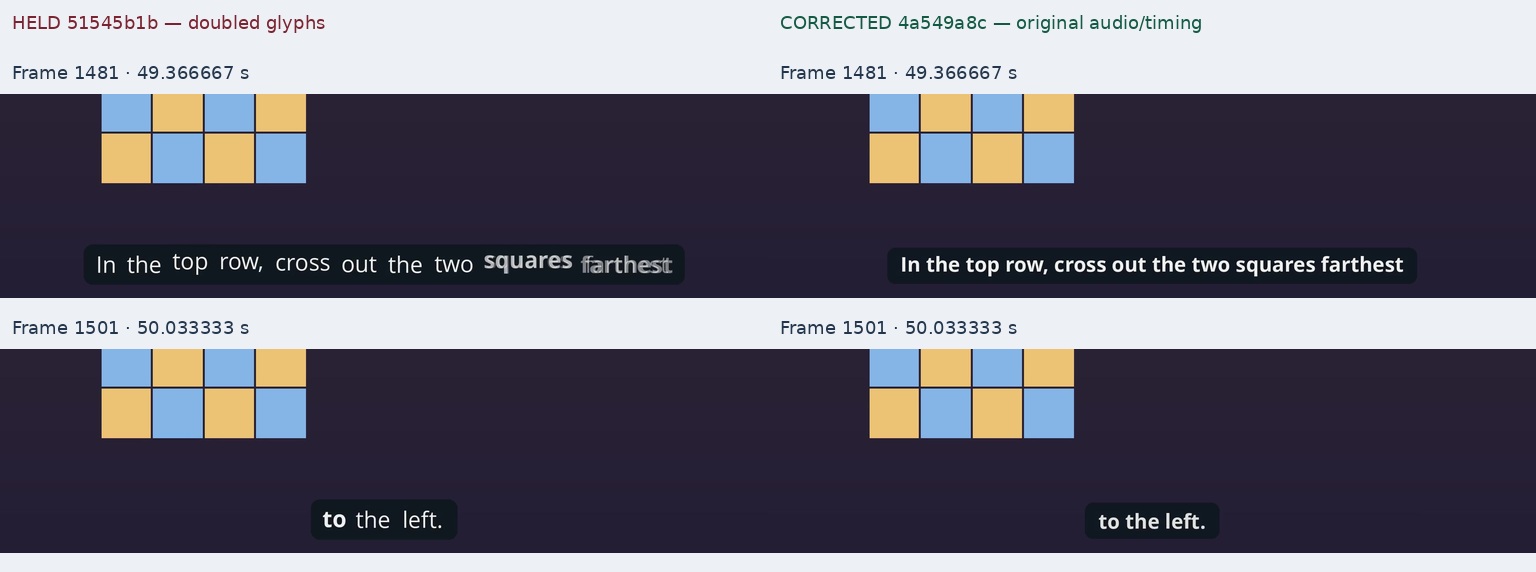 HELD 51545b1b — doubled glyphs
CORRECTED 4a549a8c — original audio/timing
Frame 1481 · 49.366667 s
Frame 1481 · 49.366667 s
In the top row, cross out the two squares farthest
In the top row, cross out the two squares farthest
Frame 1501 · 50.033333 s
Frame 1501 · 50.033333 s
to the left.
to the left.